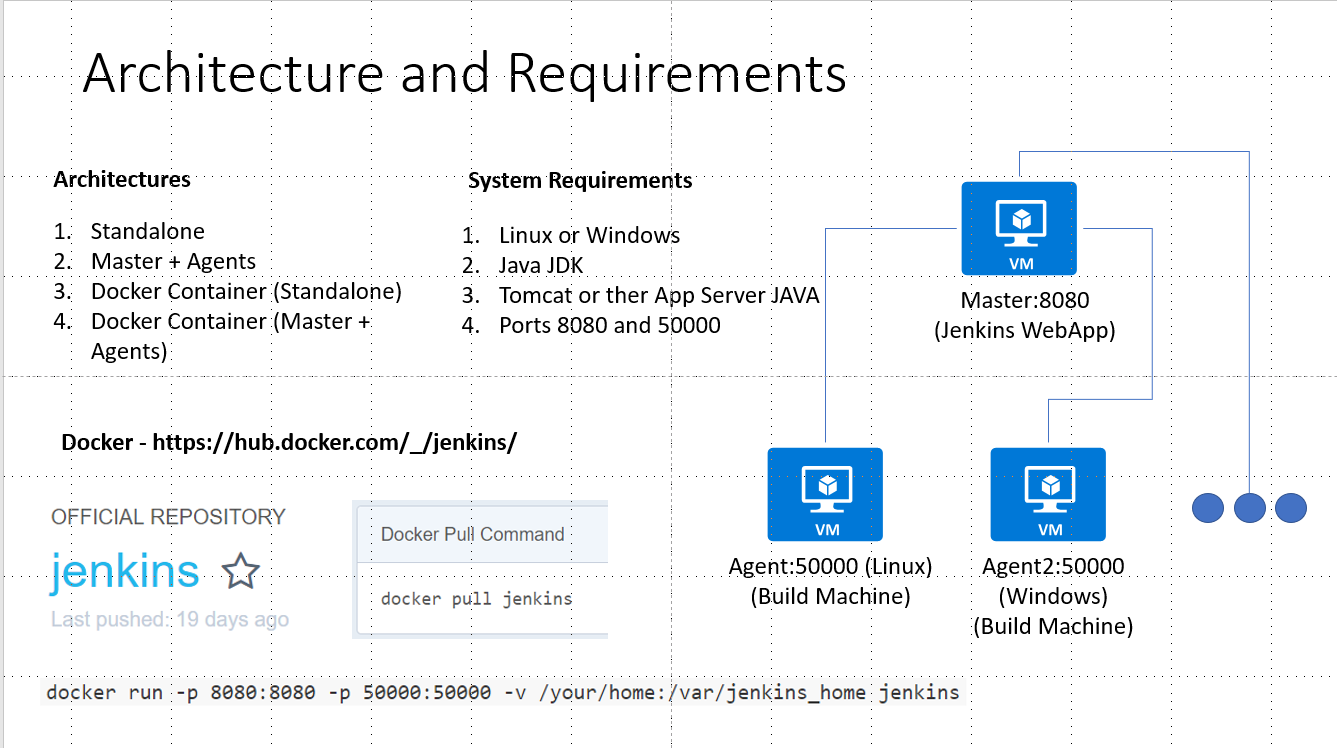 Architecture and Requirements
Architectures
1. Standalone
2. Master + Agents
3. Docker Container (Standalone)
4. Docker Container (Master +
Agents)
System Requirements
1. Linux or Windows
2. Java JDK
3. Tomcat or ther App Server JAVA
4. Ports 8080 and 50000
VM
Master:8080
(Jenkins WebApp)
VM
Agent:50000 (Linux)
(Build Machine)
VM
Agent2:50000
(Windows)
(Build Machine)
Docker - https://hub.docker.com/_/jenkins/
OFFICIAL REPOSITORY
jenkins
Last pushed: 19 days ago
Docker Pull Command
docker pull jenkins
docker run -p 8080:8080 -p 50000:50000 -v /your/home:/var/jenkins_home jenkins